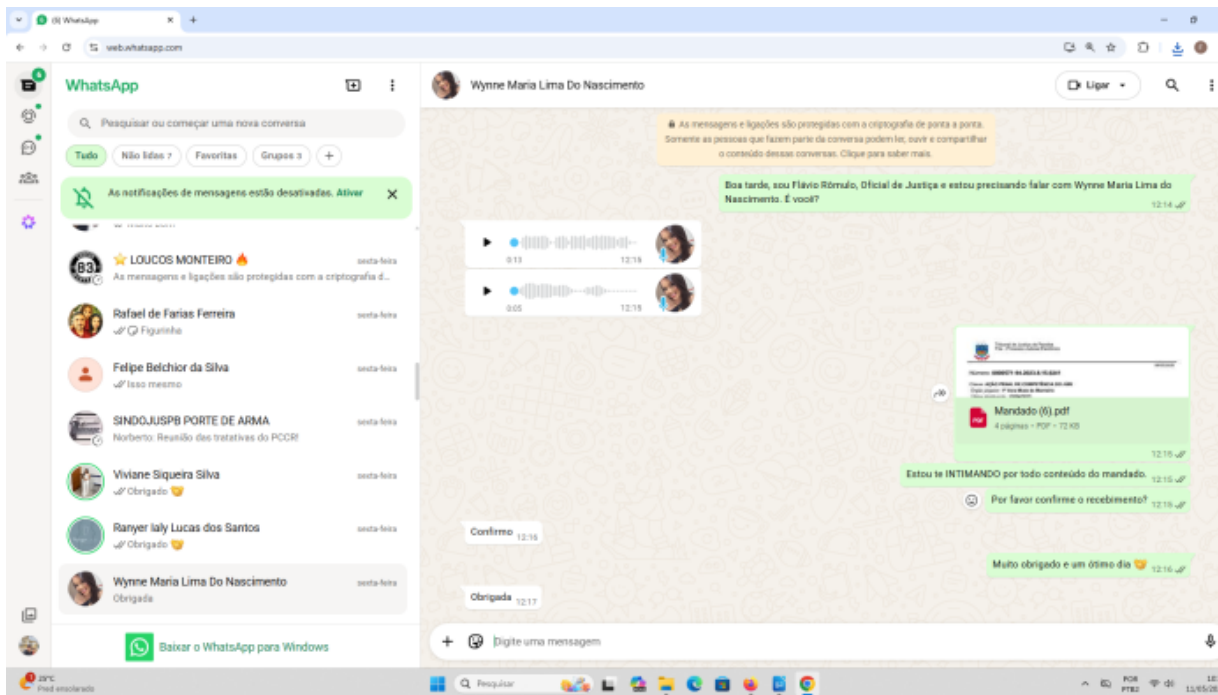 (6) WhatsApp
web.whatsapp.com
WhatsApp
Pesquisar ou começar uma nova conversa
Tudo
Não lidas 7
Favoritas
Grupos 3
As notificações de mensagens estão desativadas. Ativar
LOUCOS MONTEIRO
sexta-feira
As mensagens e ligações são protegidas com a criptografia d...
Rafael de Farias Ferreira
sexta-feira
Figurinha
Felipe Belchior da Silva
sexta-feira
Isso mesmo
SINDOJUSPB PORTE DE ARMA
sexta-feira
Norberto: Reunião das tratativas do PCCR!
Viviane Siqueira Silva
sexta-feira
Obrigado
Ranyer Ialy Lucas dos Santos
sexta-feira
Obrigado
Wynne Maria Lima Do Nascimento
sexta-feira
Obrigada
Baixar o WhatsApp para Windows
Wynne Maria Lima Do Nascimento
Ligar
As mensagens e ligações são protegidas com a criptografia de ponta a ponta.
Somente as pessoas que fazem parte da conversa podem ler, ouvir e compartilhar
o conteúdo dessas conversas. Clique para saber mais.
Boa tarde, sou Flávio Rômulo, Oficial de Justiça e estou precisando falar com Wynne Maria Lima do
Nascimento. É você?
12:14
0:13
12:15
0:05
12:15
Mandado (6).pdf
4 páginas • PDF • 72 KB
12:15
Estou te INTIMANDO por todo conteúdo do mandado. 12:15
Por favor confirme o recebimento? 12:15
Confirmo 12:16
Muito obrigado e um ótimo dia 12:16
Obrigada 12:17
Digite uma mensagem
Pred ensolarado
Pesquisar
POR
PTB2